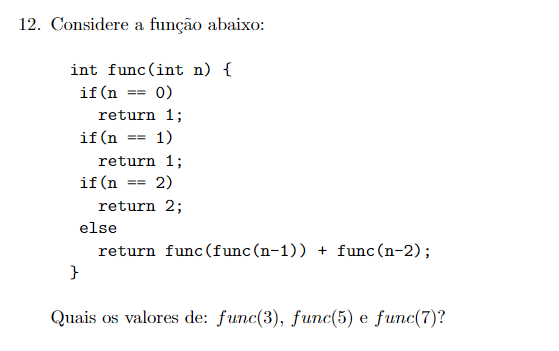 12. Considere a função abaixo:
int func(int n) {
if(n == 0)
return 1;
if(n == 1)
return 1;
if(n == 2)
return 2;
else
return func(func(n-1)) + func(n-2);
}
Quais os valores de: func(3), func(5) e func(7)?